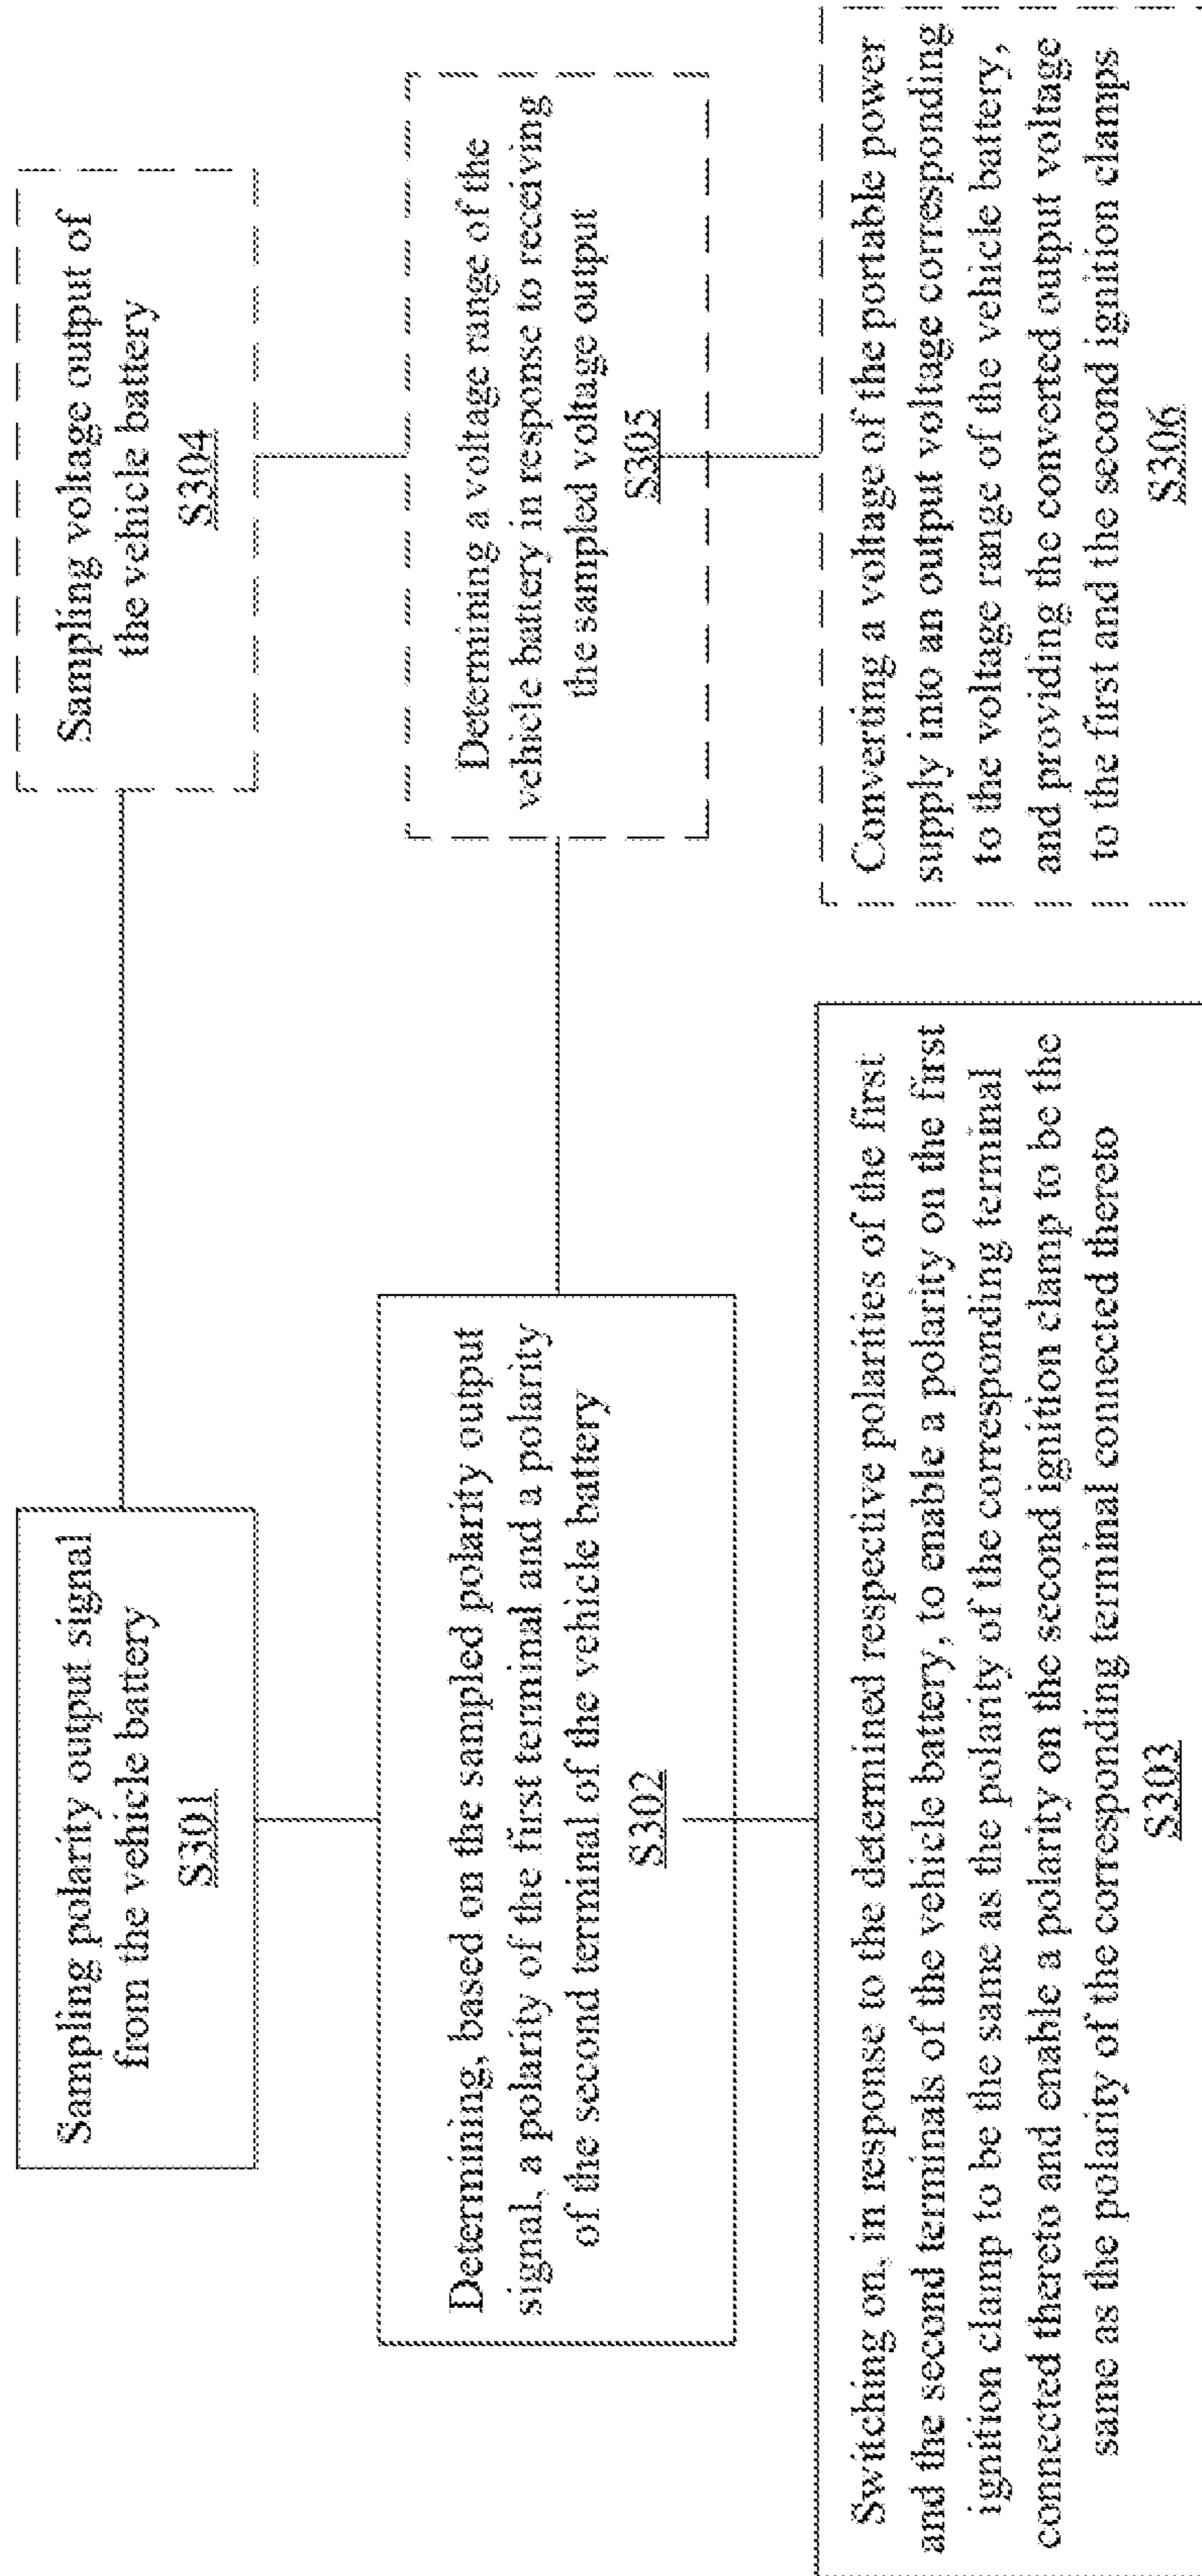 Sampling polarity output signal
from the vehicle battery
S301
Sampling voltage output of
the vehicle battery
S304
Determining, based on the sampled polarity output
signal, a polarity of the first terminal and a polarity
of the second terminal of the vehicle battery
S302
Determining a voltage range of the
vehicle battery in response to receiving
the sampled voltage output
S305
Switching on, in response to the determined respective polarities of the first
and the second terminals of the vehicle battery, to enable a polarity on the first
ignition clamp to be the same as the polarity of the corresponding terminal
connected thereto and enable a polarity on the second ignition clamp to be the
same as the polarity of the corresponding terminal connected thereto
S303
Converting a voltage of the portable power
supply into an output voltage corresponding
to the voltage range of the vehicle battery,
and providing the converted output voltage
to the first and the second ignition clamps
S306